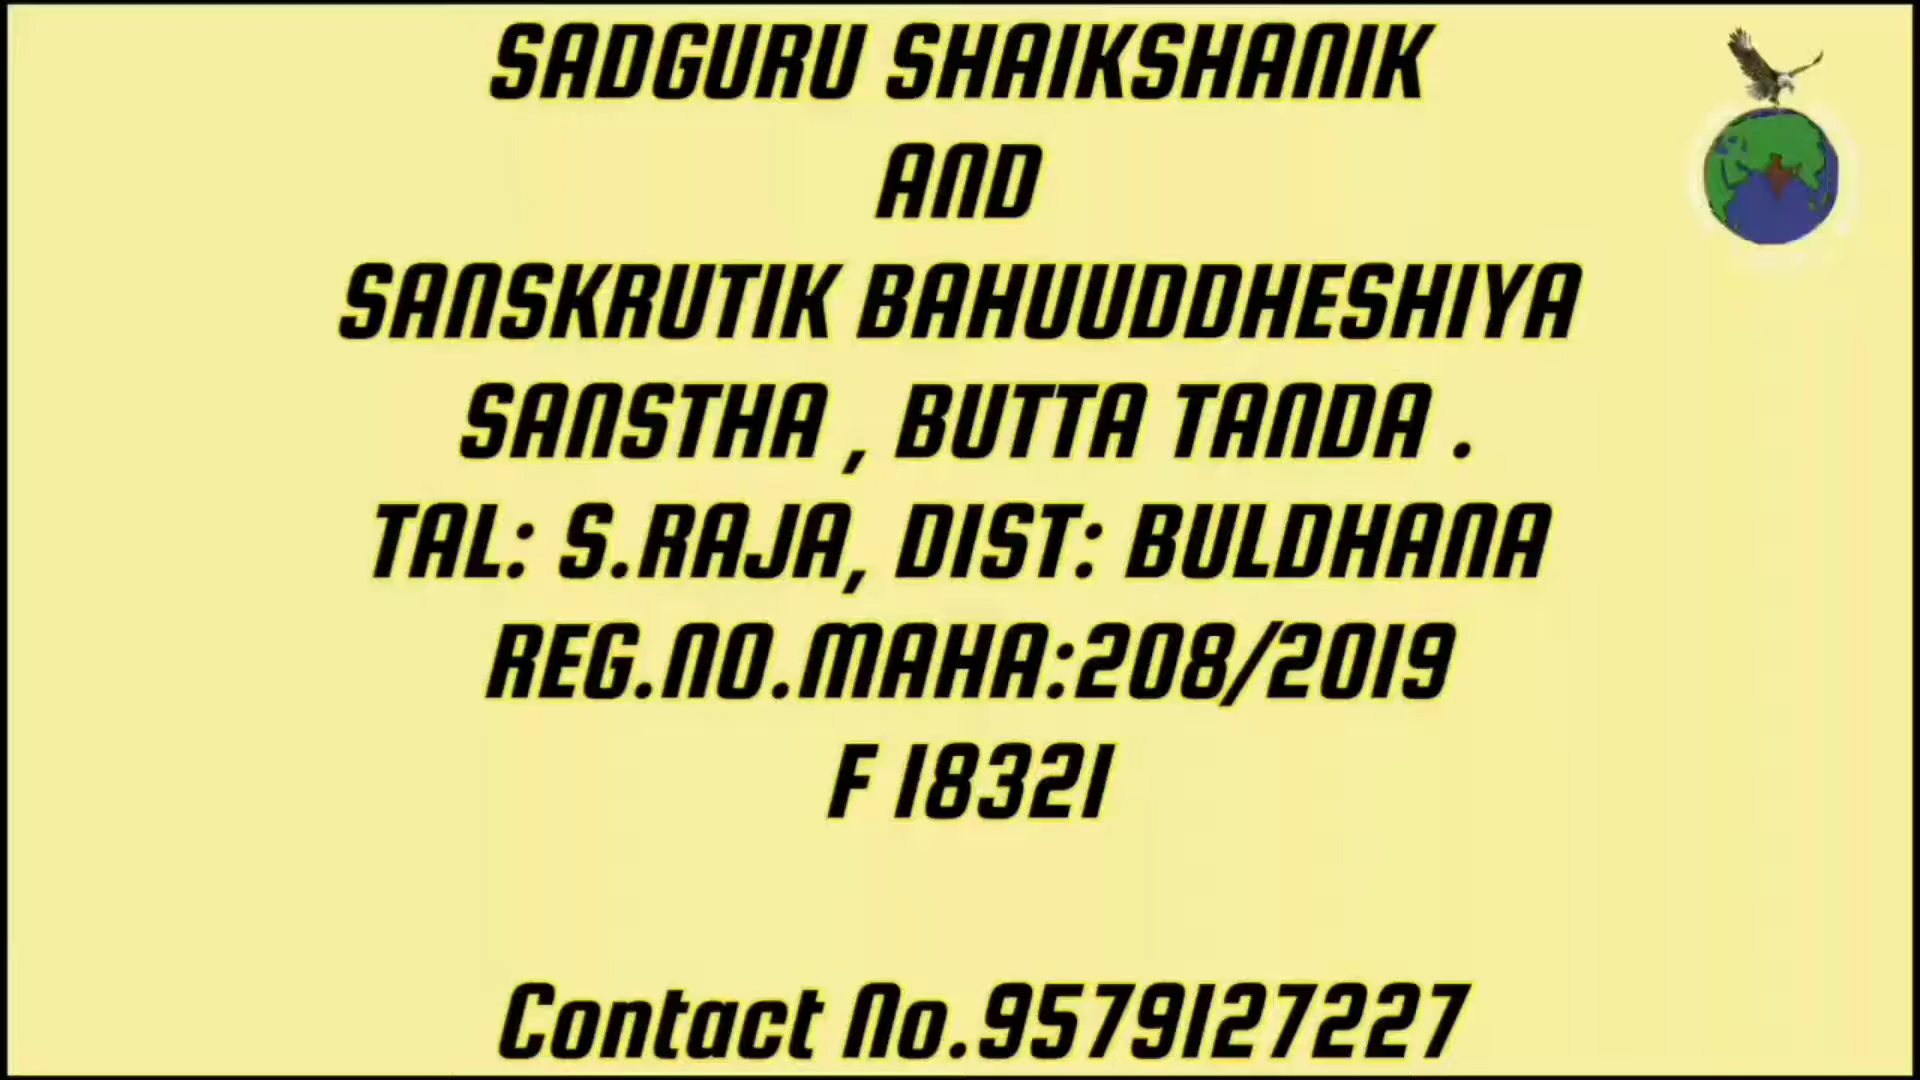 SADGURU SHAIKSHANIK
AND
SANSKRUTIK BAHUUDDHESHIYA
SANSTHA , BUTTA TANDA .
TAL: S.RAJA, DIST: BULDHANA
REG.NO.MAHA:208/2019
F 18321
Contact No.9579127227